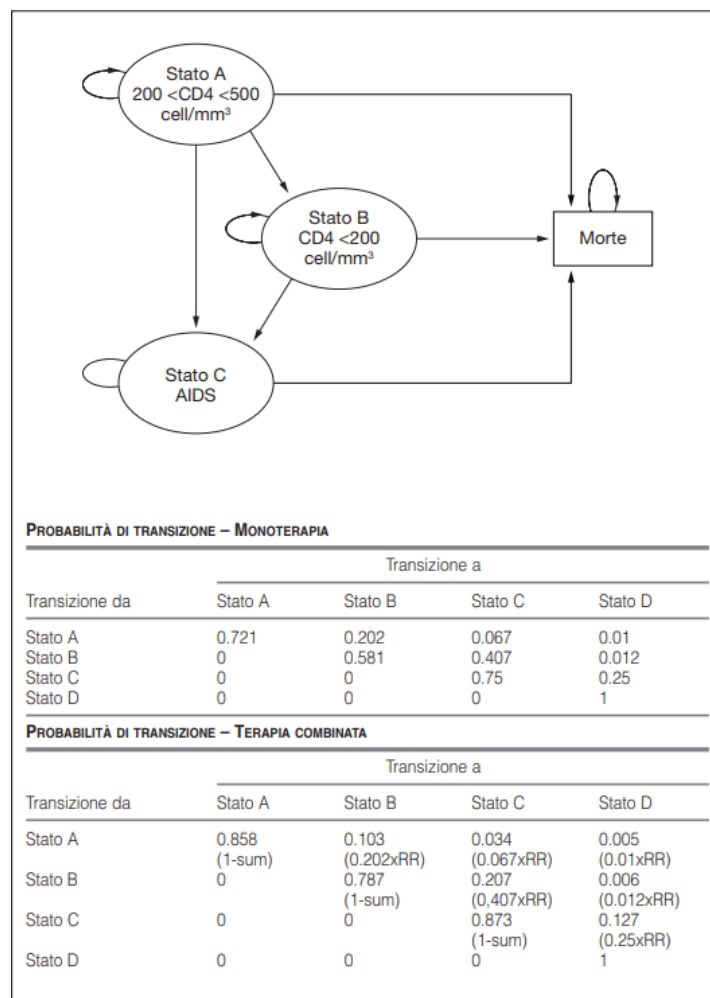 Stato A
200 <CD4 <500
cell/mm³
Stato B
CD4 <200
cell/mm³
Morte
Stato C
AIDS
PROBABILITÀ DI TRANSIZIONE – MONOTERAPIA
Transizione a
Transizione da Stato A Stato B Stato C Stato D
Stato A 0.721 0.202 0.067 0.01
Stato B 0 0.581 0.407 0.012
Stato C 0 0 0.75 0.25
Stato D 0 0 0 1
PROBABILITÀ DI TRANSIZIONE – TERAPIA COMBINATA
Transizione a
Transizione da Stato A Stato B Stato C Stato D
Stato A 0.858 0.103 0.034 0.005
(1-sum) (0.202xRR) (0.067xRR) (0.01xRR)
Stato B 0 0.787 0.207 0.006
(1-sum) (0,407xRR) (0.012xRR)
Stato C 0 0 0.873 0.127
(1-sum) (0.25xRR)
Stato D 0 0 0 1